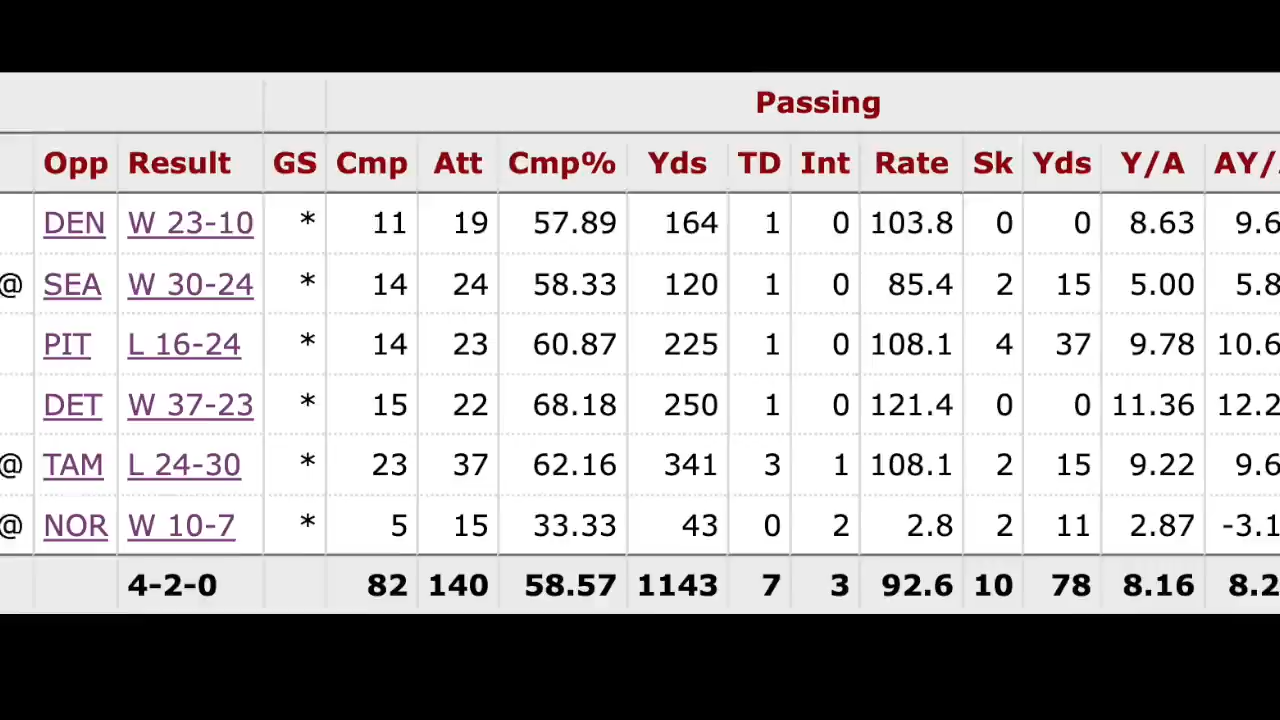 Passing
Opp Result GS Cmp Att Cmp% Yds TD Int Rate Sk Yds Y/A AY/
DEN W 23-10 * 11 19 57.89 164 1 0 103.8 0 0 8.63 9.6
@ SEA W 30-24 * 14 24 58.33 120 1 0 85.4 2 15 5.00 5.8
PIT L 16-24 * 14 23 60.87 225 1 0 108.1 4 37 9.78 10.6
DET W 37-23 * 15 22 68.18 250 1 0 121.4 0 0 11.36 12.2
@ TAM L 24-30 * 23 37 62.16 341 3 1 108.1 2 15 9.22 9.6
@ NOR W 10-7 * 5 15 33.33 43 0 2 2.8 2 11 2.87 -3.1
4-2-0 82 140 58.57 1143 7 3 92.6 10 78 8.16 8.2